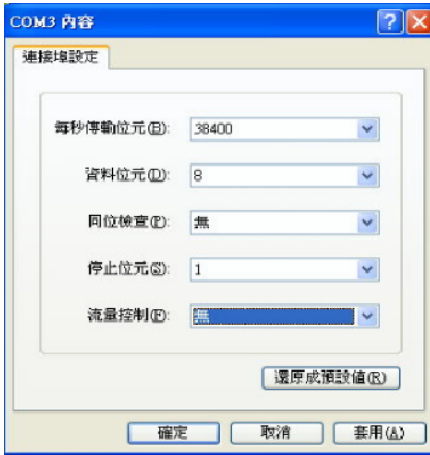 COM3 內容
連接埠設定
每秒傳輸位元(B): 38400
資料位元(D): 8
同位檢查(P): 無
停止位元(S): 1
流量控制(F): 無
還原成預設值(R)
確定 取消 套用(A)